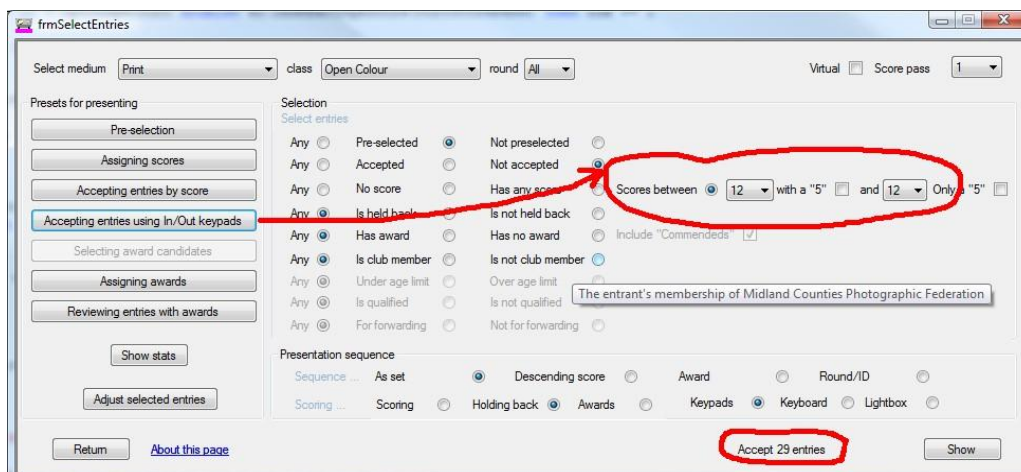 frmSelectEntries
Select medium Print class Open Colour round All Virtual Score pass 1
Presets for presenting
Pre-selection
Assigning scores
Accepting entries by score
Accepting entries using In/Out keypads
Selecting award candidates
Assigning awards
Reviewing entries with awards
Show stats
Adjust selected entries
Selection
Select entries
Any Pre-selected Not preselected
Any Accepted Not accepted
Any No score Has any score Scores between 12 with a "5" and 12 Only a "5"
Any Is held back Is not held back
Any Has award Has no award Include "Commendeds"
Any Is club member Is not club member
Any Under age limit Over age limit
The entrant's membership of Midland Counties Photographic Federation
Any Is qualified Is not qualified
Any For forwarding Not for forwarding
Presentation sequence
Sequence ... As set Descending score Award Round/ID
Scoring ... Scoring Holding back Awards Keypads Keyboard Lightbox
Return About this page Accept 29 entries Show